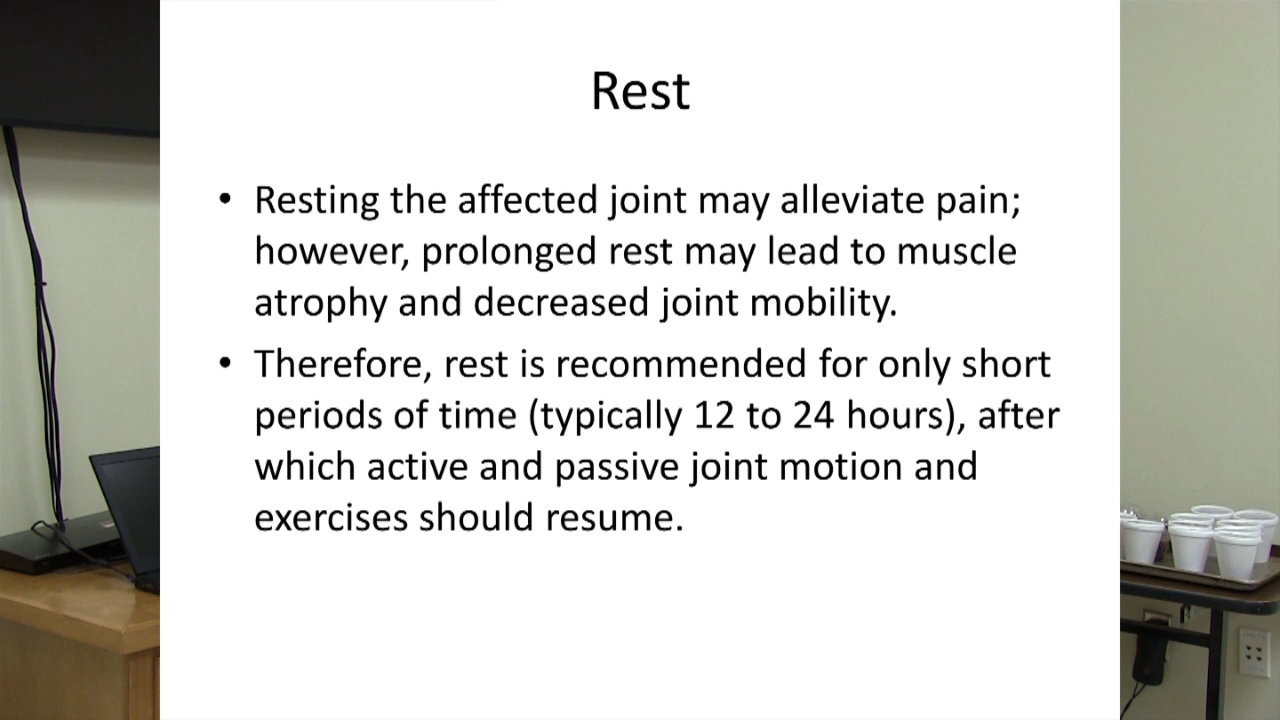 Rest
• Resting the affected joint may alleviate pain;
however, prolonged rest may lead to muscle
atrophy and decreased joint mobility.
• Therefore, rest is recommended for only short
periods of time (typically 12 to 24 hours), after
which active and passive joint motion and
exercises should resume.